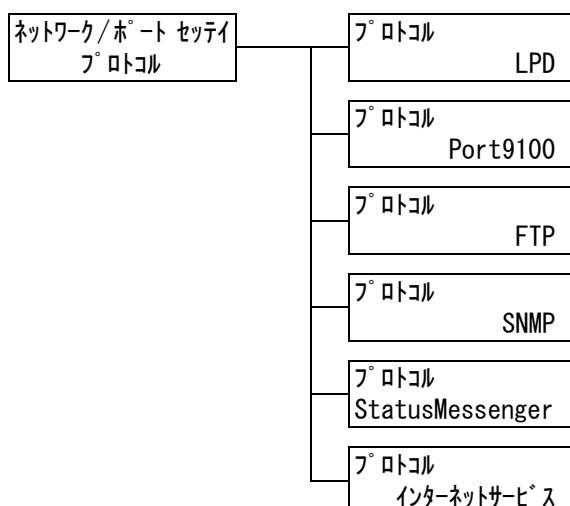 ネットワーク/ポート セッテイ
プロトコル
プロトコル
LPD
プロトコル
Port9100
プロトコル
FTP
プロトコル
SNMP
プロトコル
StatusMessenger
プロトコル
インターネットサービス